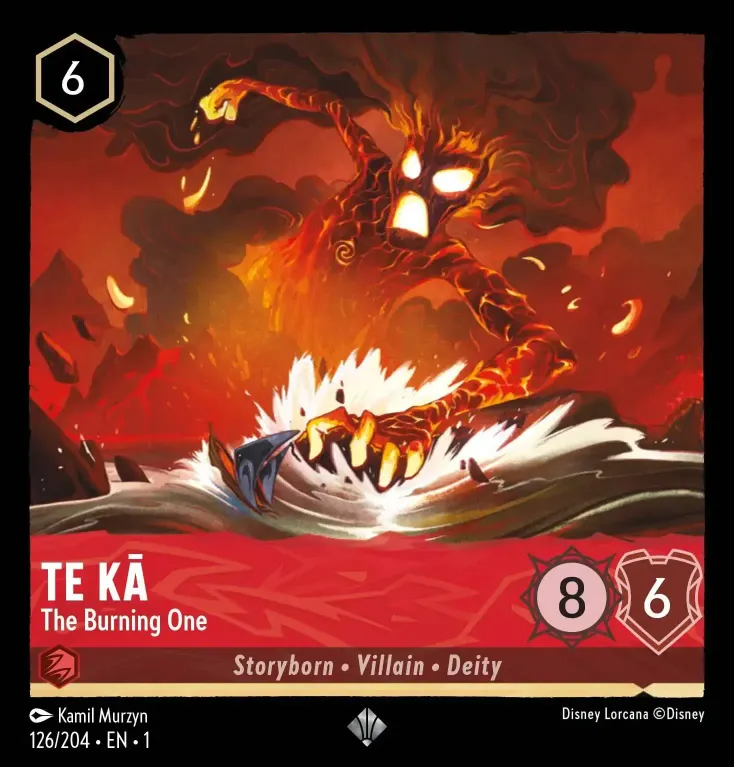 6
TE KĀ
The Burning One
8
6
Storyborn • Villain • Deity
Kamil Murzyn
Disney Lorcana ©Disney
126/204 • EN • 1